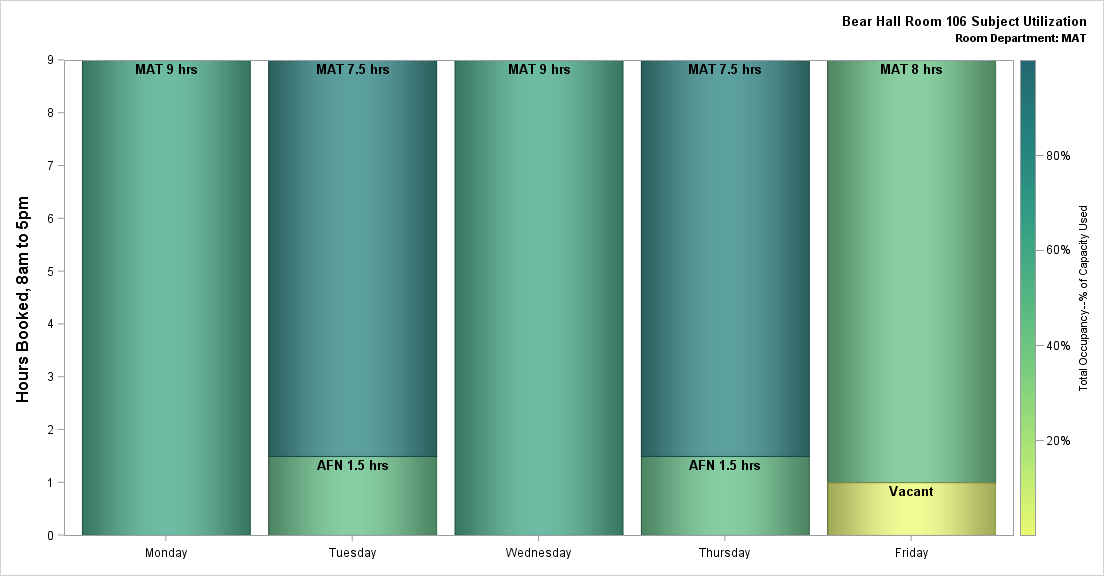 Bear Hall Room 106 Subject Utilization
Room Department: MAT
Hours Booked, 8am to 5pm
9
8
7
6
5
4
3
2
1
0
MAT 9 hrs
MAT 7.5 hrs
MAT 9 hrs
MAT 7.5 hrs
MAT 8 hrs
AFN 1.5 hrs
AFN 1.5 hrs
Vacant
Monday
Tuesday
Wednesday
Thursday
Friday
80%
60%
40%
20%
Total Occupancy--% of Capacity Used